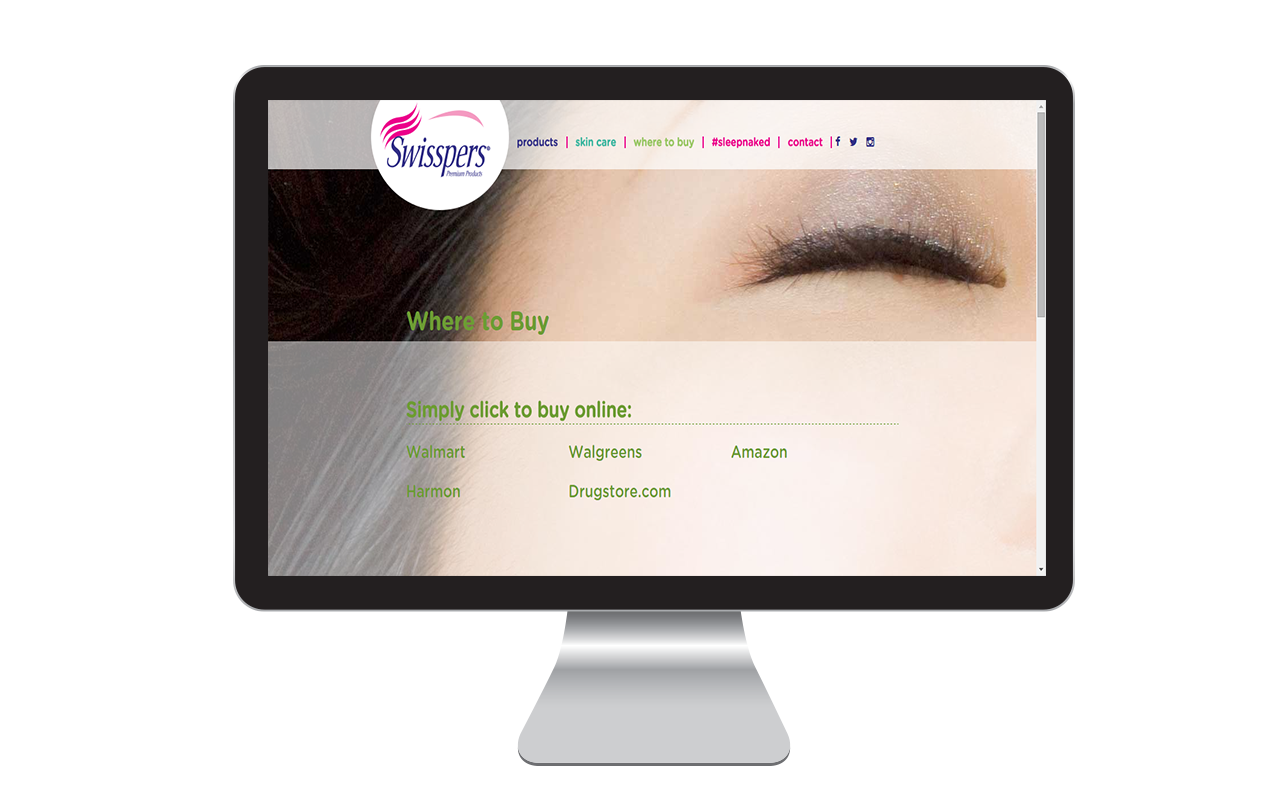 Swisspers®
Premium Products
products | skin care | where to buy | #sleepnaked | contact |
Where to Buy
Simply click to buy online:
Walmart Walgreens Amazon
Harmon Drugstore.com